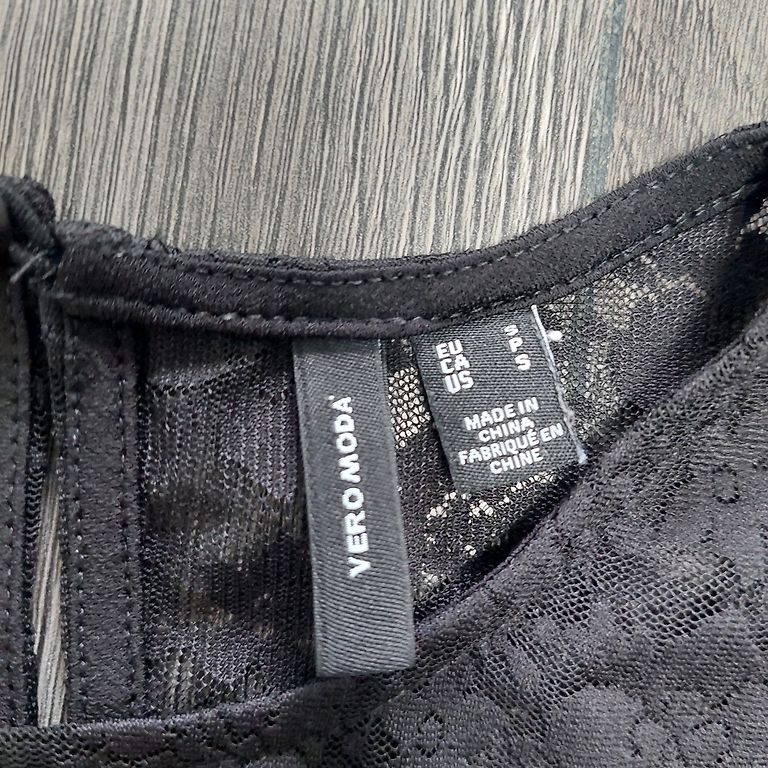 VERO MODA
EU S
CA P
US S
MADE IN
CHINA
FABRIQUÉ EN
CHINE